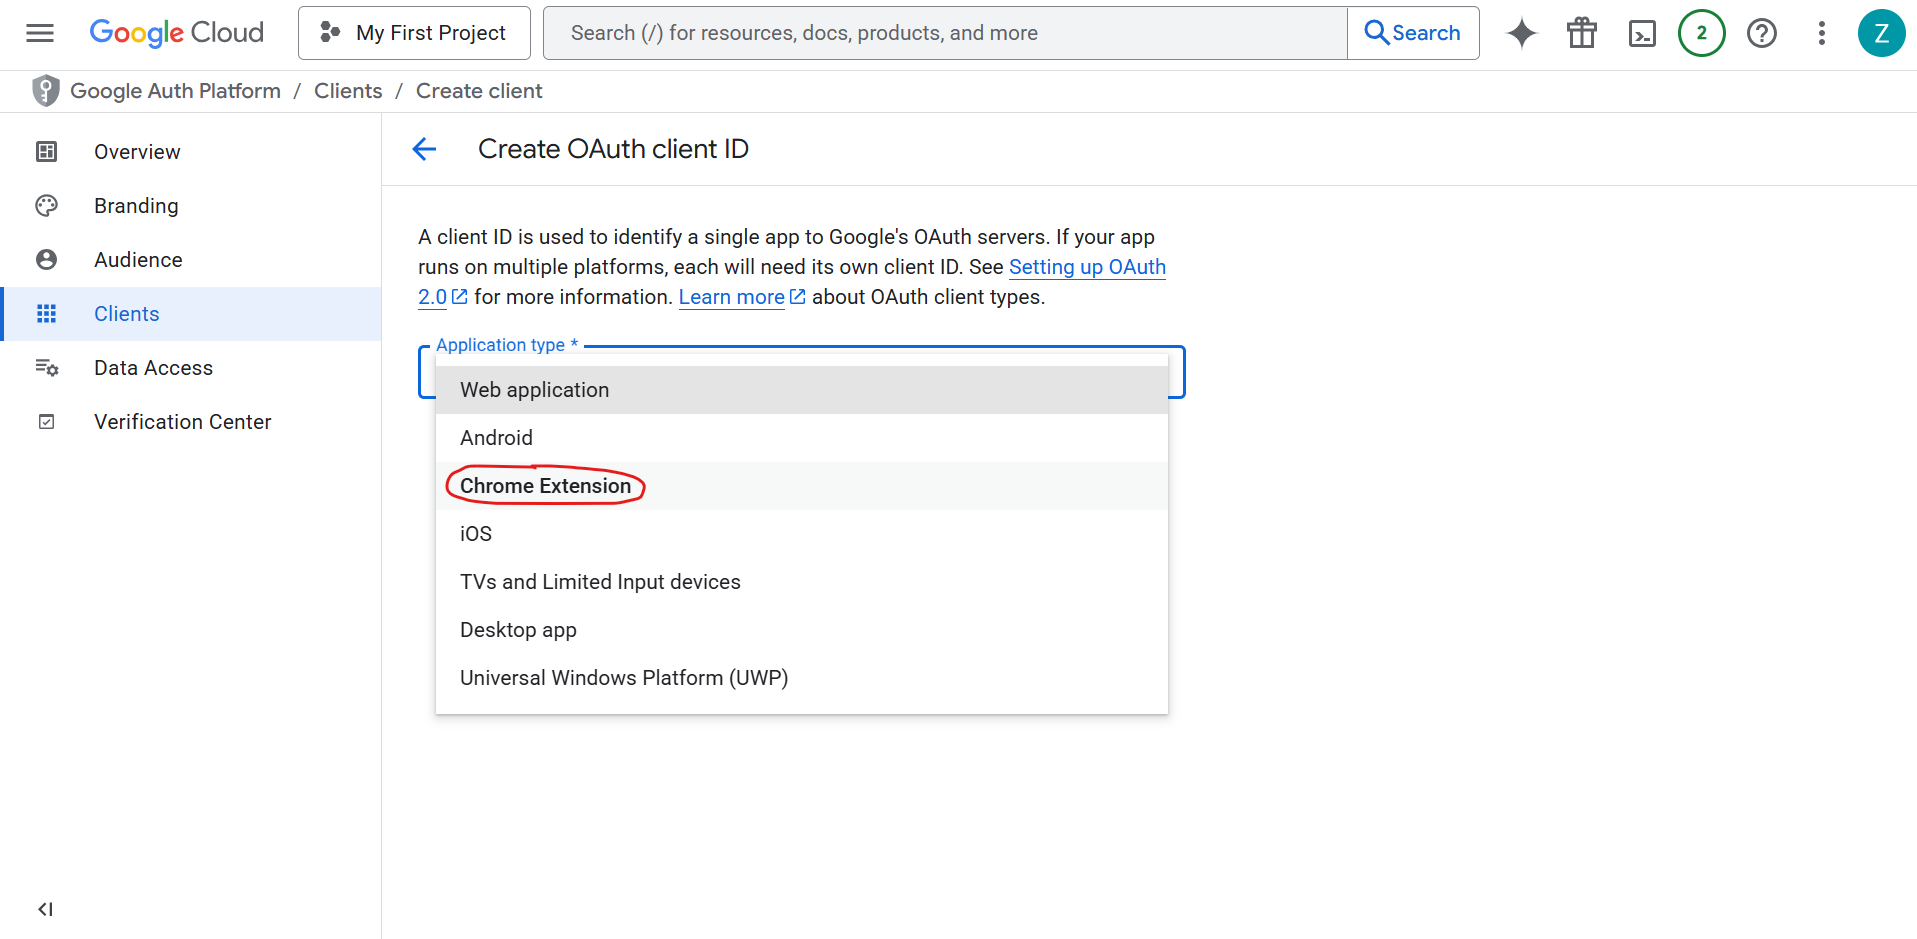 Google Cloud
My First Project
Search (/) for resources, docs, products, and more
Search
2
Z
Google Auth Platform / Clients / Create client
Overview
Branding
Audience
Clients
Data Access
Verification Center
Create OAuth client ID
A client ID is used to identify a single app to Google's OAuth servers. If your app
runs on multiple platforms, each will need its own client ID. See Setting up OAuth
2.0 for more information. Learn more about OAuth client types.
Application type *
Web application
Android
Chrome Extension
iOS
TVs and Limited Input devices
Desktop app
Universal Windows Platform (UWP)